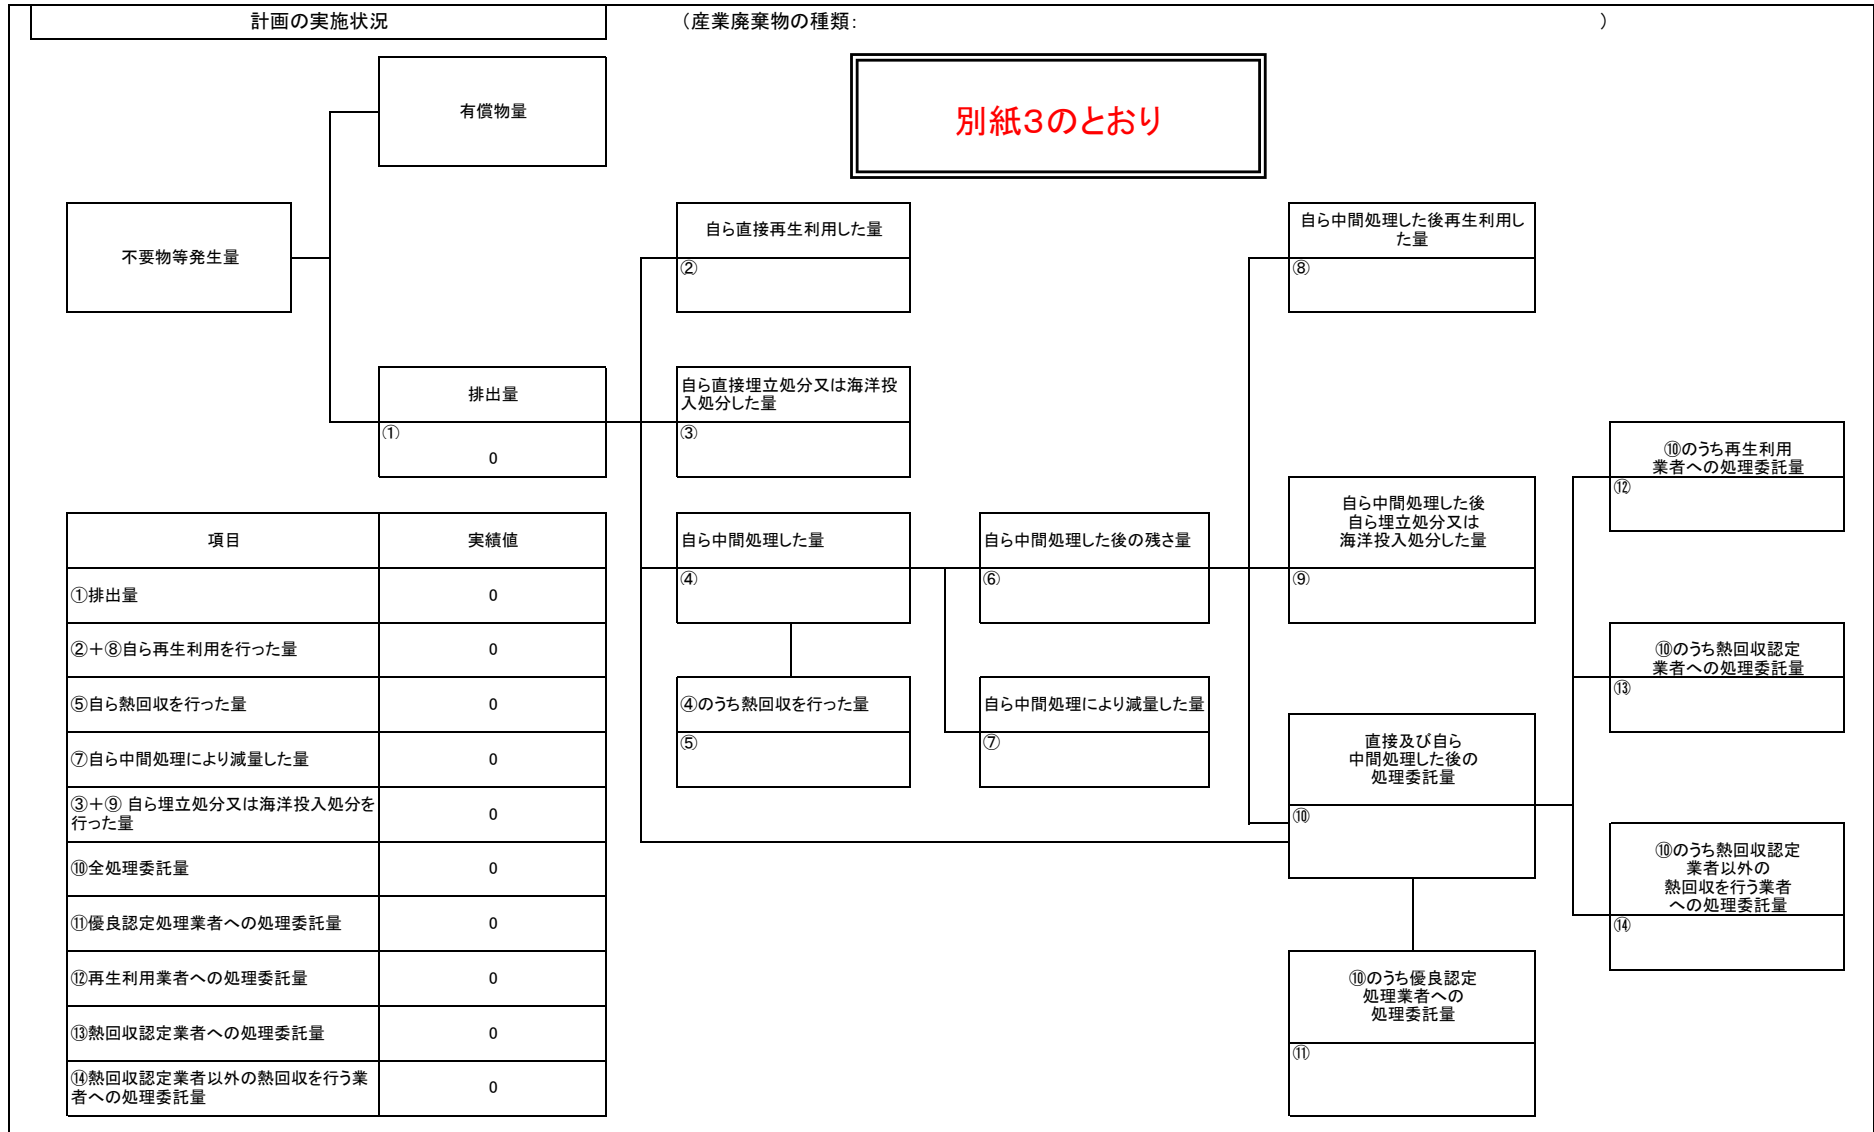 計画の実施状況
（産業廃棄物の種類：　）
有償物量
別紙３のとおり
不要物等発生量
自ら直接再生利用した量
②
自ら中間処理した後再生利用し
た量
⑧
排出量
①
0
自ら直接埋立処分又は海洋投
入処分した量
③
⑩のうち再生利用
業者への処理委託量
⑫
項目
実績値
①排出量
0
②＋⑧自ら再生利用を行った量
0
⑤自ら熱回収を行った量
0
⑦自ら中間処理により減量した量
0
③＋⑨ 自ら埋立処分又は海洋投入処分を
行った量
0
⑩全処理委託量
0
⑪優良認定処理業者への処理委託量
0
⑫再生利用業者への処理委託量
0
⑬熱回収認定業者への処理委託量
0
⑭熱回収認定業者以外の熱回収を行う業
者への処理委託量
0
自ら中間処理した量
④
自ら中間処理した後の残さ量
⑥
自ら中間処理した後
自ら埋立処分又は
海洋投入処分した量
⑨
④のうち熱回収を行った量
⑤
自ら中間処理により減量した量
⑦
⑩のうち熱回収認定
業者への処理委託量
⑬
直接及び自ら
中間処理した後の
処理委託量
⑩
⑩のうち熱回収認定
業者以外の
熱回収を行う業者
への処理委託量
⑭
⑩のうち優良認定
処理業者への
処理委託量
⑪